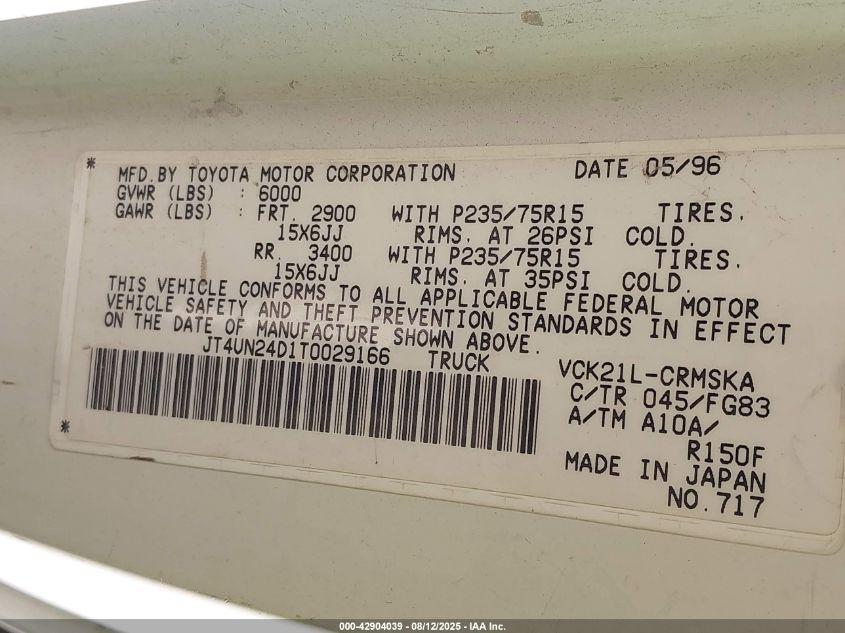 * MFD.BY TOYOTA MOTOR CORPORATION DATE 05/96
GVWR (LBS) : 6000
GAWR (LBS) : FRT. 2900 WITH P235/75R15 TIRES.
15X6JJ RIMS, AT 26PSI COLD.
RR. 3400 WITH P235/75R15 TIRES.
15X6JJ RIMS, AT 35PSI COLD.
THIS VEHICLE CONFORMS TO ALL APPLICABLE FEDERAL MOTOR
VEHICLE SAFETY AND THEFT PREVENTION STANDARDS IN EFFECT
ON THE DATE OF MANUFACTURE SHOWN ABOVE.
JT4UN24D1T0029166 TRUCK
VCK21L-CRMSKA
C/TR 045/FG83
A/TM A10A/
R150F
* MADE IN JAPAN
NO.717
000-42904039 - 08/12/2025 - IAA Inc.